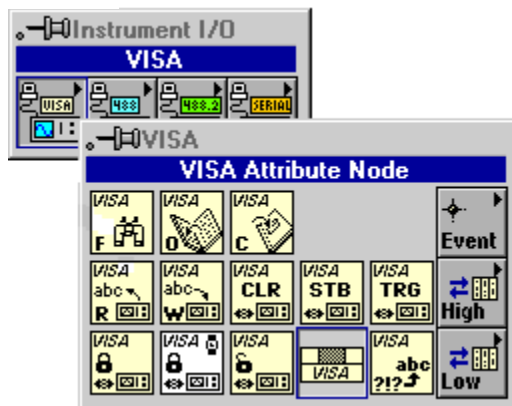 Instrument I/O
VISA
VISA 488 488.2 SERIAL
VISA
VISA Attribute Node
VISA F VISA O VISA C
Event
VISA abc R VISA abc W VISA CLR VISA STB VISA TRG
High
VISA VISA VISA VISA VISA abc ?!?
Low